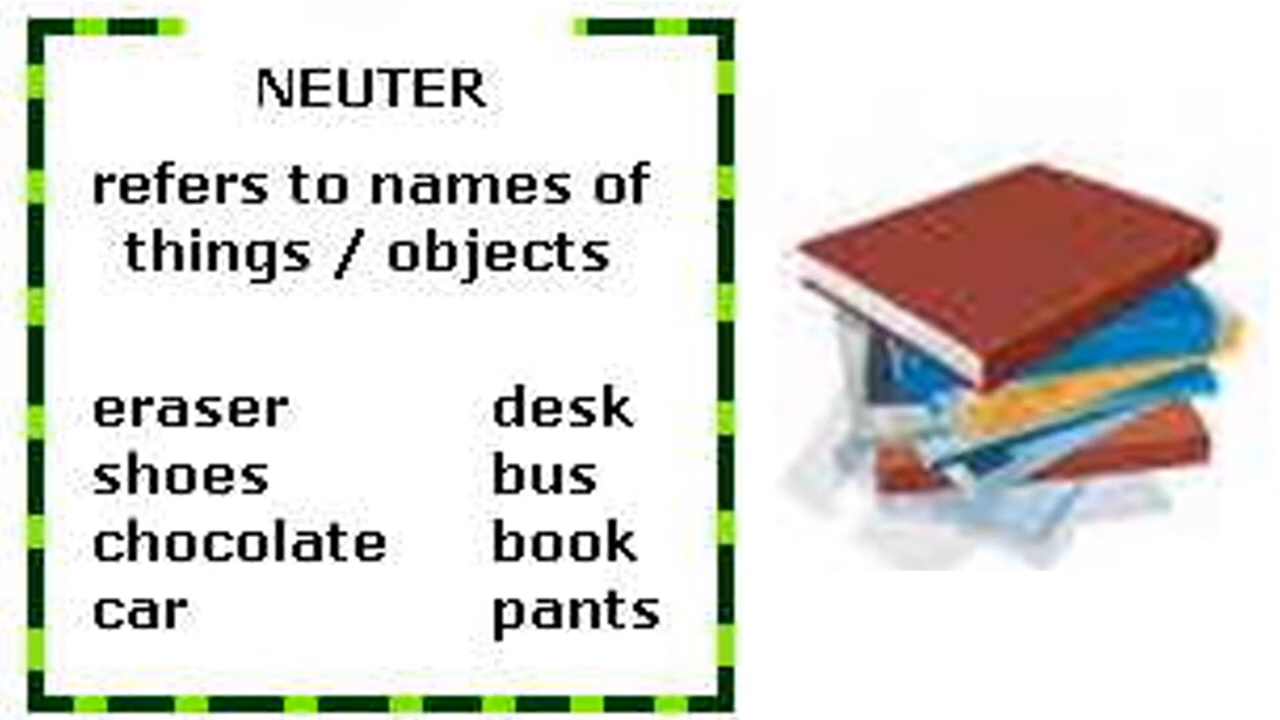 NEUTER
refers to names of
things / objects
eraser desk
shoes bus
chocolate book
car pants